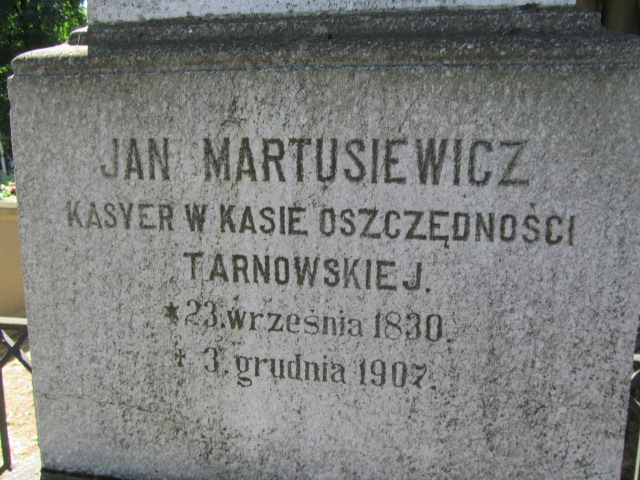 JAN MARTUSIEWICZ
KASYER W KASIE OSZCZĘDNOŚCI
TARNOWSKIEJ.
* 23. września 1830.
† 3. grudnia 1907.